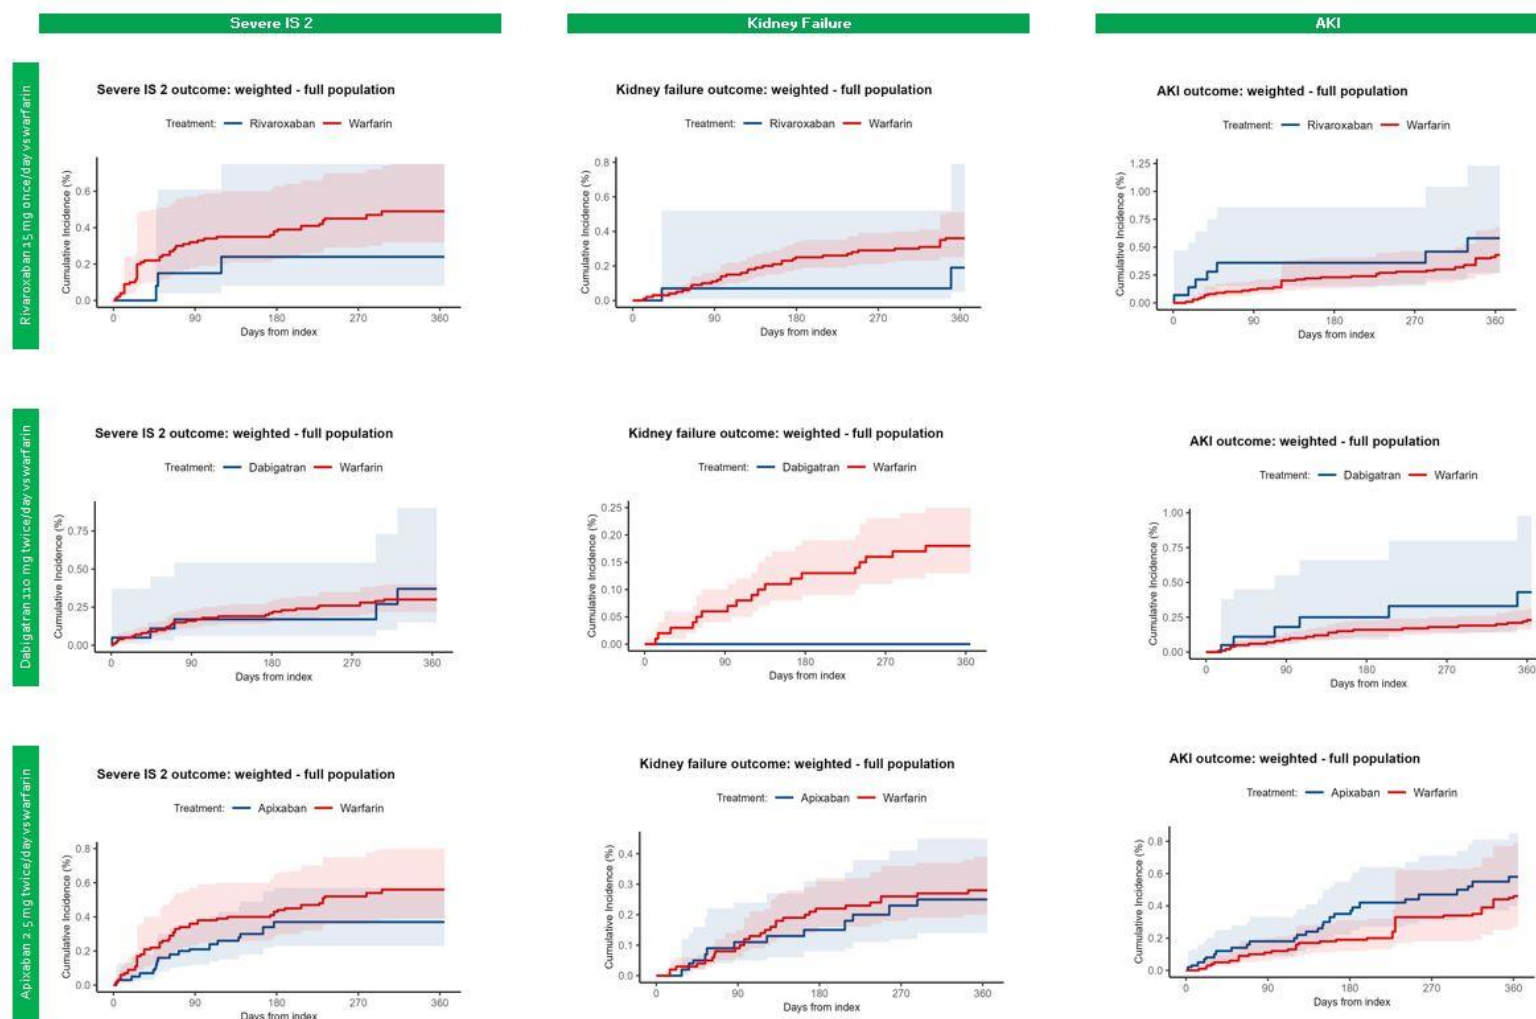 Severe IS 2
Kidney Failure
AKI
Rivaroxaban 15 mg once/day vs warfarin
Severe IS 2 outcome: weighted - full population
Treatment: Rivaroxaban Warfarin
Cumulative Incidence (%)
0.6
0.4
0.2
0.0
0 90 180 270 360
Days from index
Kidney failure outcome: weighted - full population
Treatment: Rivaroxaban Warfarin
Cumulative Incidence (%)
0.8
0.6
0.4
0.2
0.0
0 90 180 270 360
Days from index
AKI outcome: weighted - full population
Treatment: Rivaroxaban Warfarin
Cumulative Incidence (%)
1.25
1.00
0.75
0.50
0.25
0.00
0 90 180 270 360
Days from index
Dabigatran 110 mg twice/day vs warfarin
Severe IS 2 outcome: weighted - full population
Treatment: Dabigatran Warfarin
Cumulative Incidence (%)
0.75
0.50
0.25
0.00
0 90 180 270 360
Days from index
Kidney failure outcome: weighted - full population
Treatment: Dabigatran Warfarin
Cumulative Incidence (%)
0.25
0.20
0.15
0.10
0.05
0.00
0 90 180 270 360
Days from index
AKI outcome: weighted - full population
Treatment: Dabigatran Warfarin
Cumulative Incidence (%)
1.00
0.75
0.50
0.25
0.00
0 90 180 270 360
Days from index
Apixaban 2.5 mg twice/day vs warfarin
Severe IS 2 outcome: weighted - full population
Treatment: Apixaban Warfarin
Cumulative Incidence (%)
0.8
0.6
0.4
0.2
0.0
0 90 180 270 360
Days from index
Kidney failure outcome: weighted - full population
Treatment: Apixaban Warfarin
Cumulative Incidence (%)
0.4
0.3
0.2
0.1
0.0
0 90 180 270 360
Days from index
AKI outcome: weighted - full population
Treatment: Apixaban Warfarin
Cumulative Incidence (%)
0.8
0.6
0.4
0.2
0.0
0 90 180 270 360
Days from index